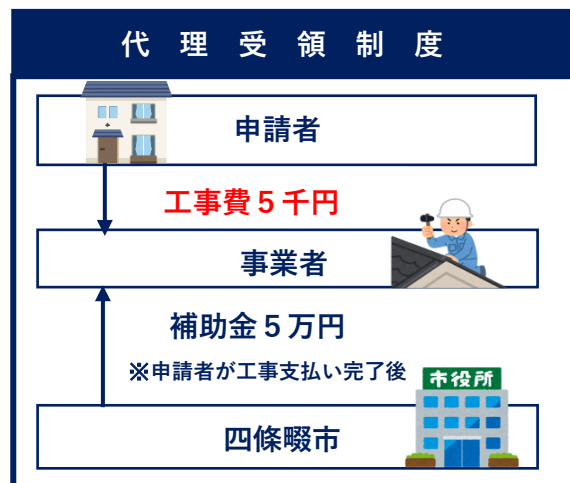 代理受領制度
申請者
工事費５千円
事業者
補助金５万円
※申請者が工事支払い完了後
市役所
四條畷市